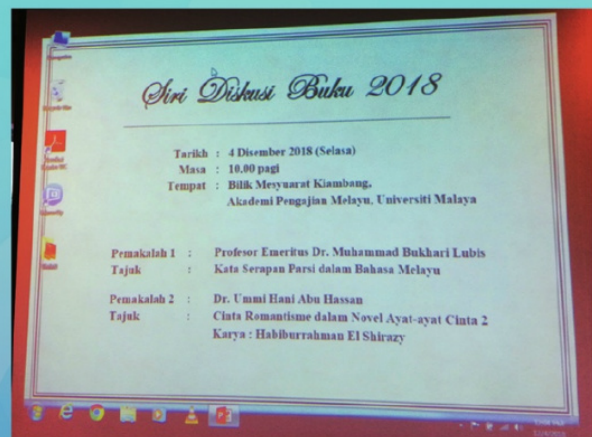 Siri Diskusi Buku 2018
Tarikh : 4 Disember 2018 (Selasa)
Masa : 10.00 pagi
Tempat : Bilik Mesyuarat Kiambang,
Akademi Pengajian Melayu, Universiti Malaya
Pemakalah 1 : Profesor Emeritus Dr. Muhammad Bukhari Lubis
Tajuk : Kata Serapan Parsi dalam Bahasa Melayu
Pemakalah 2 : Dr. Ummi Hani Abu Hassan
Tajuk : Cinta Romantisme dalam Novel Ayat-ayat Cinta 2
Karya : Habiburrahman El Shirazy